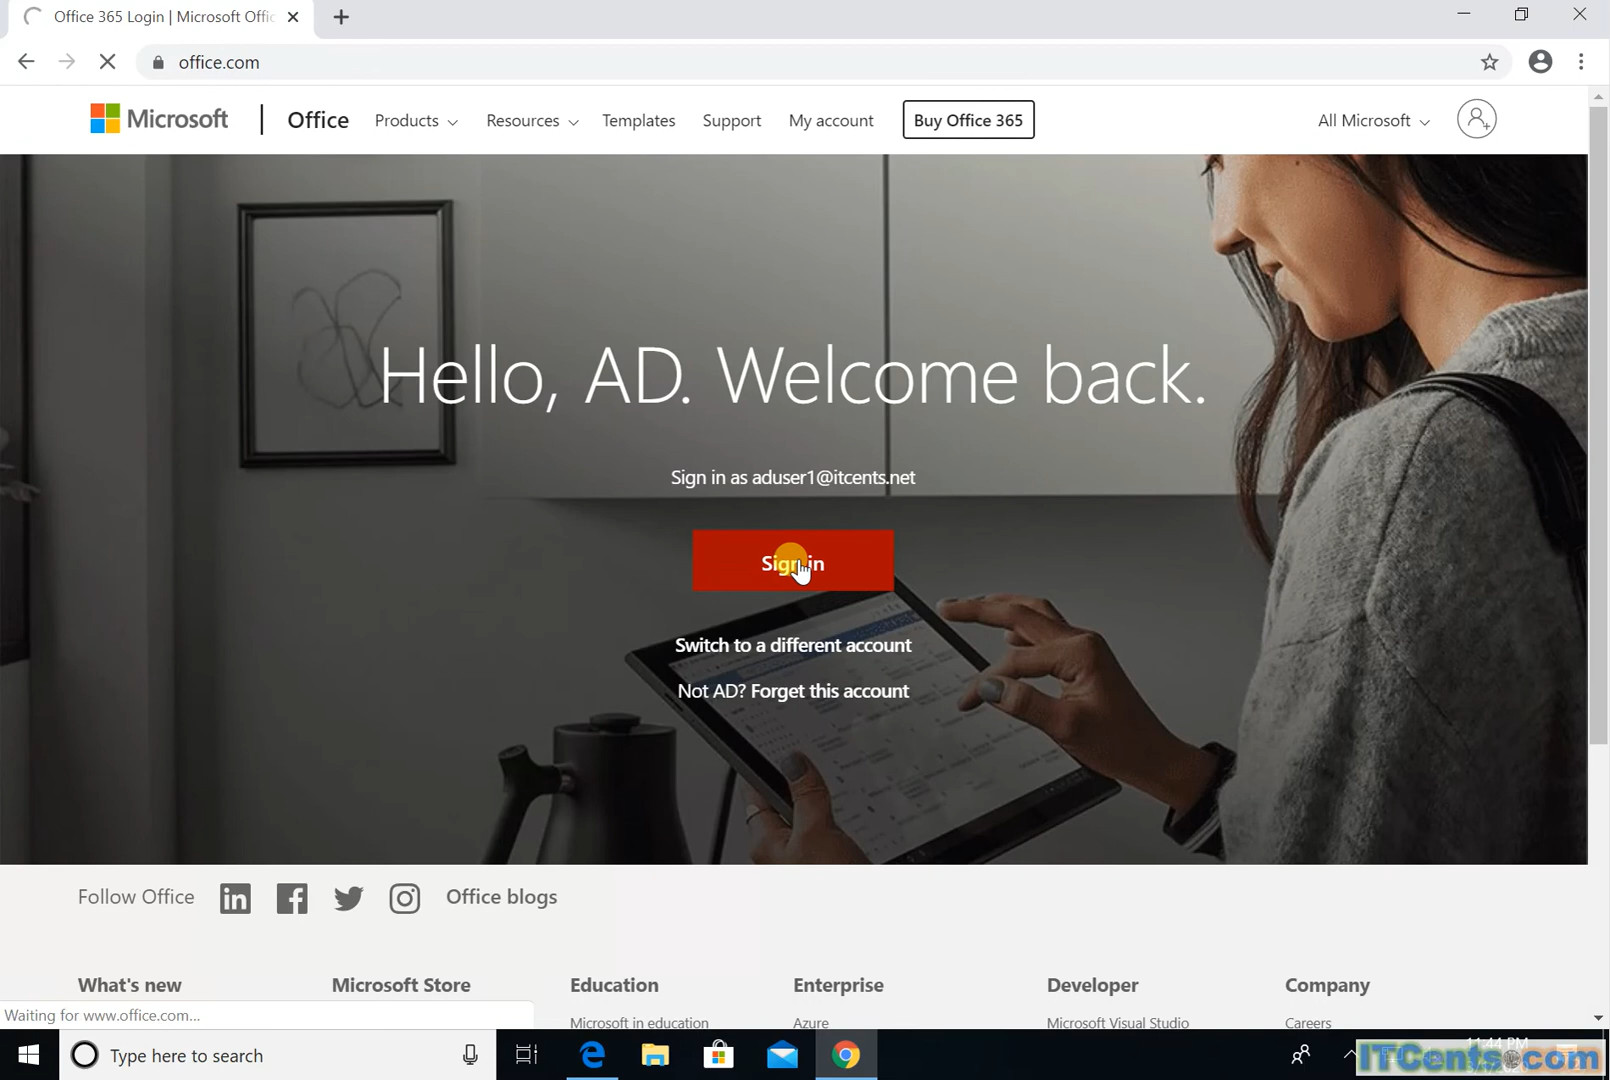 Office 365 Login | Microsoft Offic
office.com
Microsoft | Office Products Resources Templates Support My account Buy Office 365 All Microsoft
Hello, AD. Welcome back.
Sign in as aduser1@itcents.net
Sign in
Switch to a different account
Not AD? Forget this account
Follow Office Office blogs
What's new Microsoft Store Education Enterprise Developer Company
Microsoft in education Azure Microsoft Visual Studio Careers
Waiting for www.office.com...
Type here to search
11:44 PM
ITCents.com